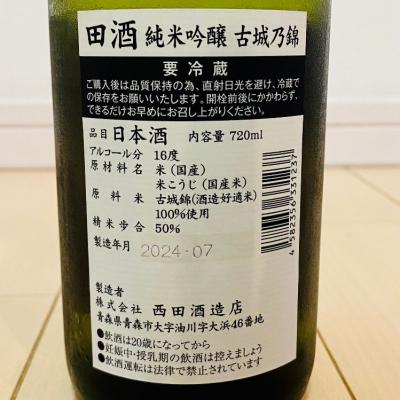 田酒 純米吟醸 古城乃錦
要冷蔵
ご購入後は品質保持の為、直射日光を避け、冷蔵で
の保存をお願いいたします。開栓前後にかかわらず、
できるだけお早めにお召し上がりください。
品目 日本酒 内容量 720ml
アルコール分 16度
原材料名 米(国産)
米こうじ(国産米)
原料米 古城錦(酒造好適米)
100%使用
精米歩合 50%
製造年月 2024-07
製造者
株式会社 西田酒造店
青森県青森市大字油川字大浜46番地
●飲酒は20歳になってから
●妊娠中・授乳期の飲酒は控えましょう
●飲酒運転は法律で禁止されています
4 582356 331237